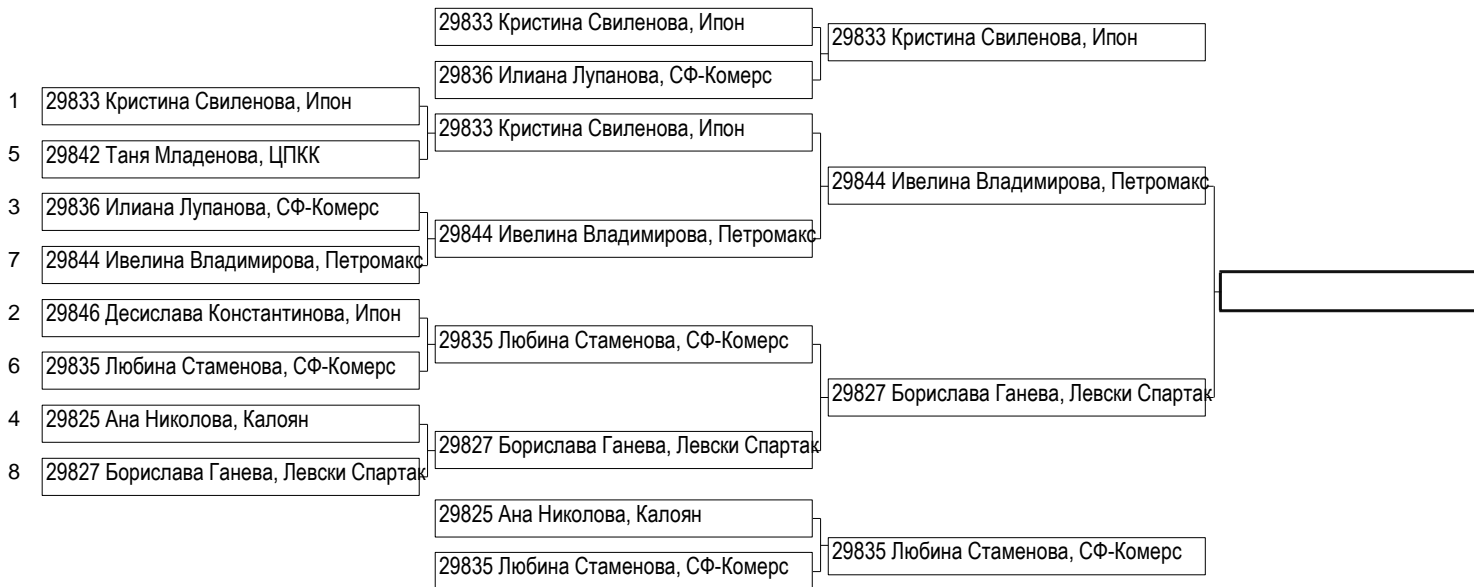 29833 Кристина Свиленова, Ипон
29833 Кристина Свиленова, Ипон
29836 Илиана Лупанова, СФ-Комерс
1 29833 Кристина Свиленова, Ипон
29833 Кристина Свиленова, Ипон
5 29842 Таня Младенова, ЦПКК
29844 Ивелина Владимирова, Петромакс
3 29836 Илиана Лупанова, СФ-Комерс
29844 Ивелина Владимирова, Петромакс
7 29844 Ивелина Владимирова, Петромакс
2 29846 Десислава Константинова, Ипон
29835 Любина Стаменова, СФ-Комерс
6 29835 Любина Стаменова, СФ-Комерс
29827 Борислава Ганева, Левски Спартак
4 29825 Ана Николова, Калоян
29827 Борислава Ганева, Левски Спартак
8 29827 Борислава Ганева, Левски Спартак
29825 Ана Николова, Калоян
29835 Любина Стаменова, СФ-Комерс
29835 Любина Стаменова, СФ-Комерс